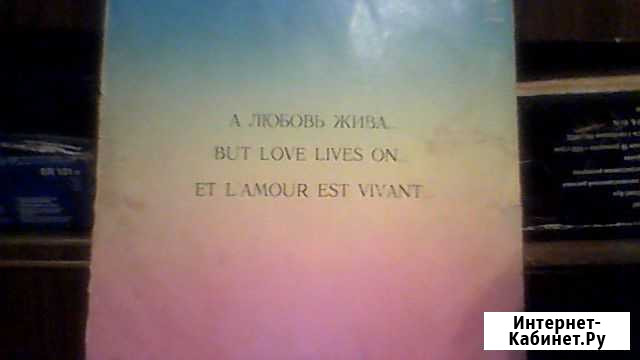 А ЛЮБОВЬ ЖИВА...
BUT LOVE LIVES ON...
ET L'AMOUR EST VIVANT...
Интернет-
Кабинет.Ру